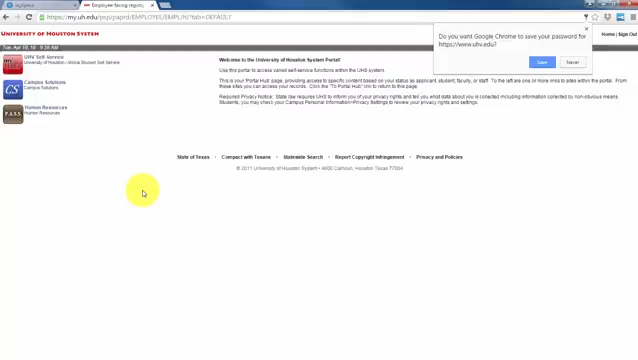 Employee-facing registry
https://my.uh.edu/psp/paprd/EMPLOYEE/EMPL/h/?tab=DEFAULT
Do you want Google Chrome to save your password for
https://www.uh.edu?
Save
Never
UNIVERSITY OF HOUSTON SYSTEM
Home | Sign Out
UHV Self-Service
University of Houston / Victoria Student Self Service
Campus Solutions
Campus Solutions
Human Resources
Human Resources
CS
P.A.S.S
Welcome to the University of Houston System Portal!
Use this portal to access varied self-service functions within the UHS system.
This is your 'Portal Hub' page, providing access to specific content based on your status as applicant, student, faculty, or staff. To the left are one or more links to sites within the portal. From
these sites you can access your records. Click the "To Portal Hub" link to return to this page.
Required Privacy Notice: State law requires UHS to inform you of your privacy rights and tell you what data about you is collected including information collected by non-obvious means
Students, you may check your Campus Personal Information>Privacy Settings to review your privacy rights and settings.
State of Texas • Compact with Texans • Statewide Search • Report Copyright Infringement • Privacy and Policies
© 2011 University of Houston System • 4800 Calhoun, Houston Texas 77004